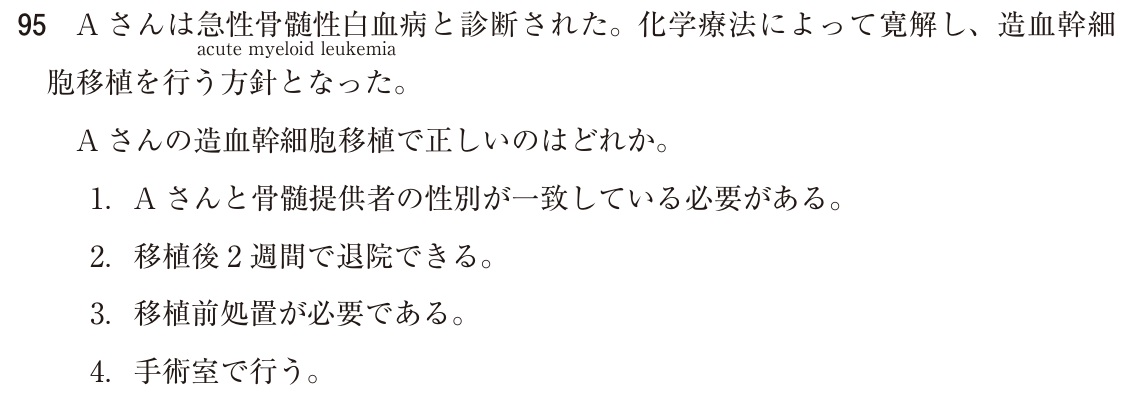 95 Aさんは急性骨髄性白血病と診断された。化学療法によって寛解し、造血幹細
acute myeloid leukemia
胞移植を行う方針となった。
Aさんの造血幹細胞移植で正しいのはどれか。
1. Aさんと骨髄提供者の性別が一致している必要がある。
2. 移植後2週間で退院できる。
3. 移植前処置が必要である。
4. 手術室で行う。